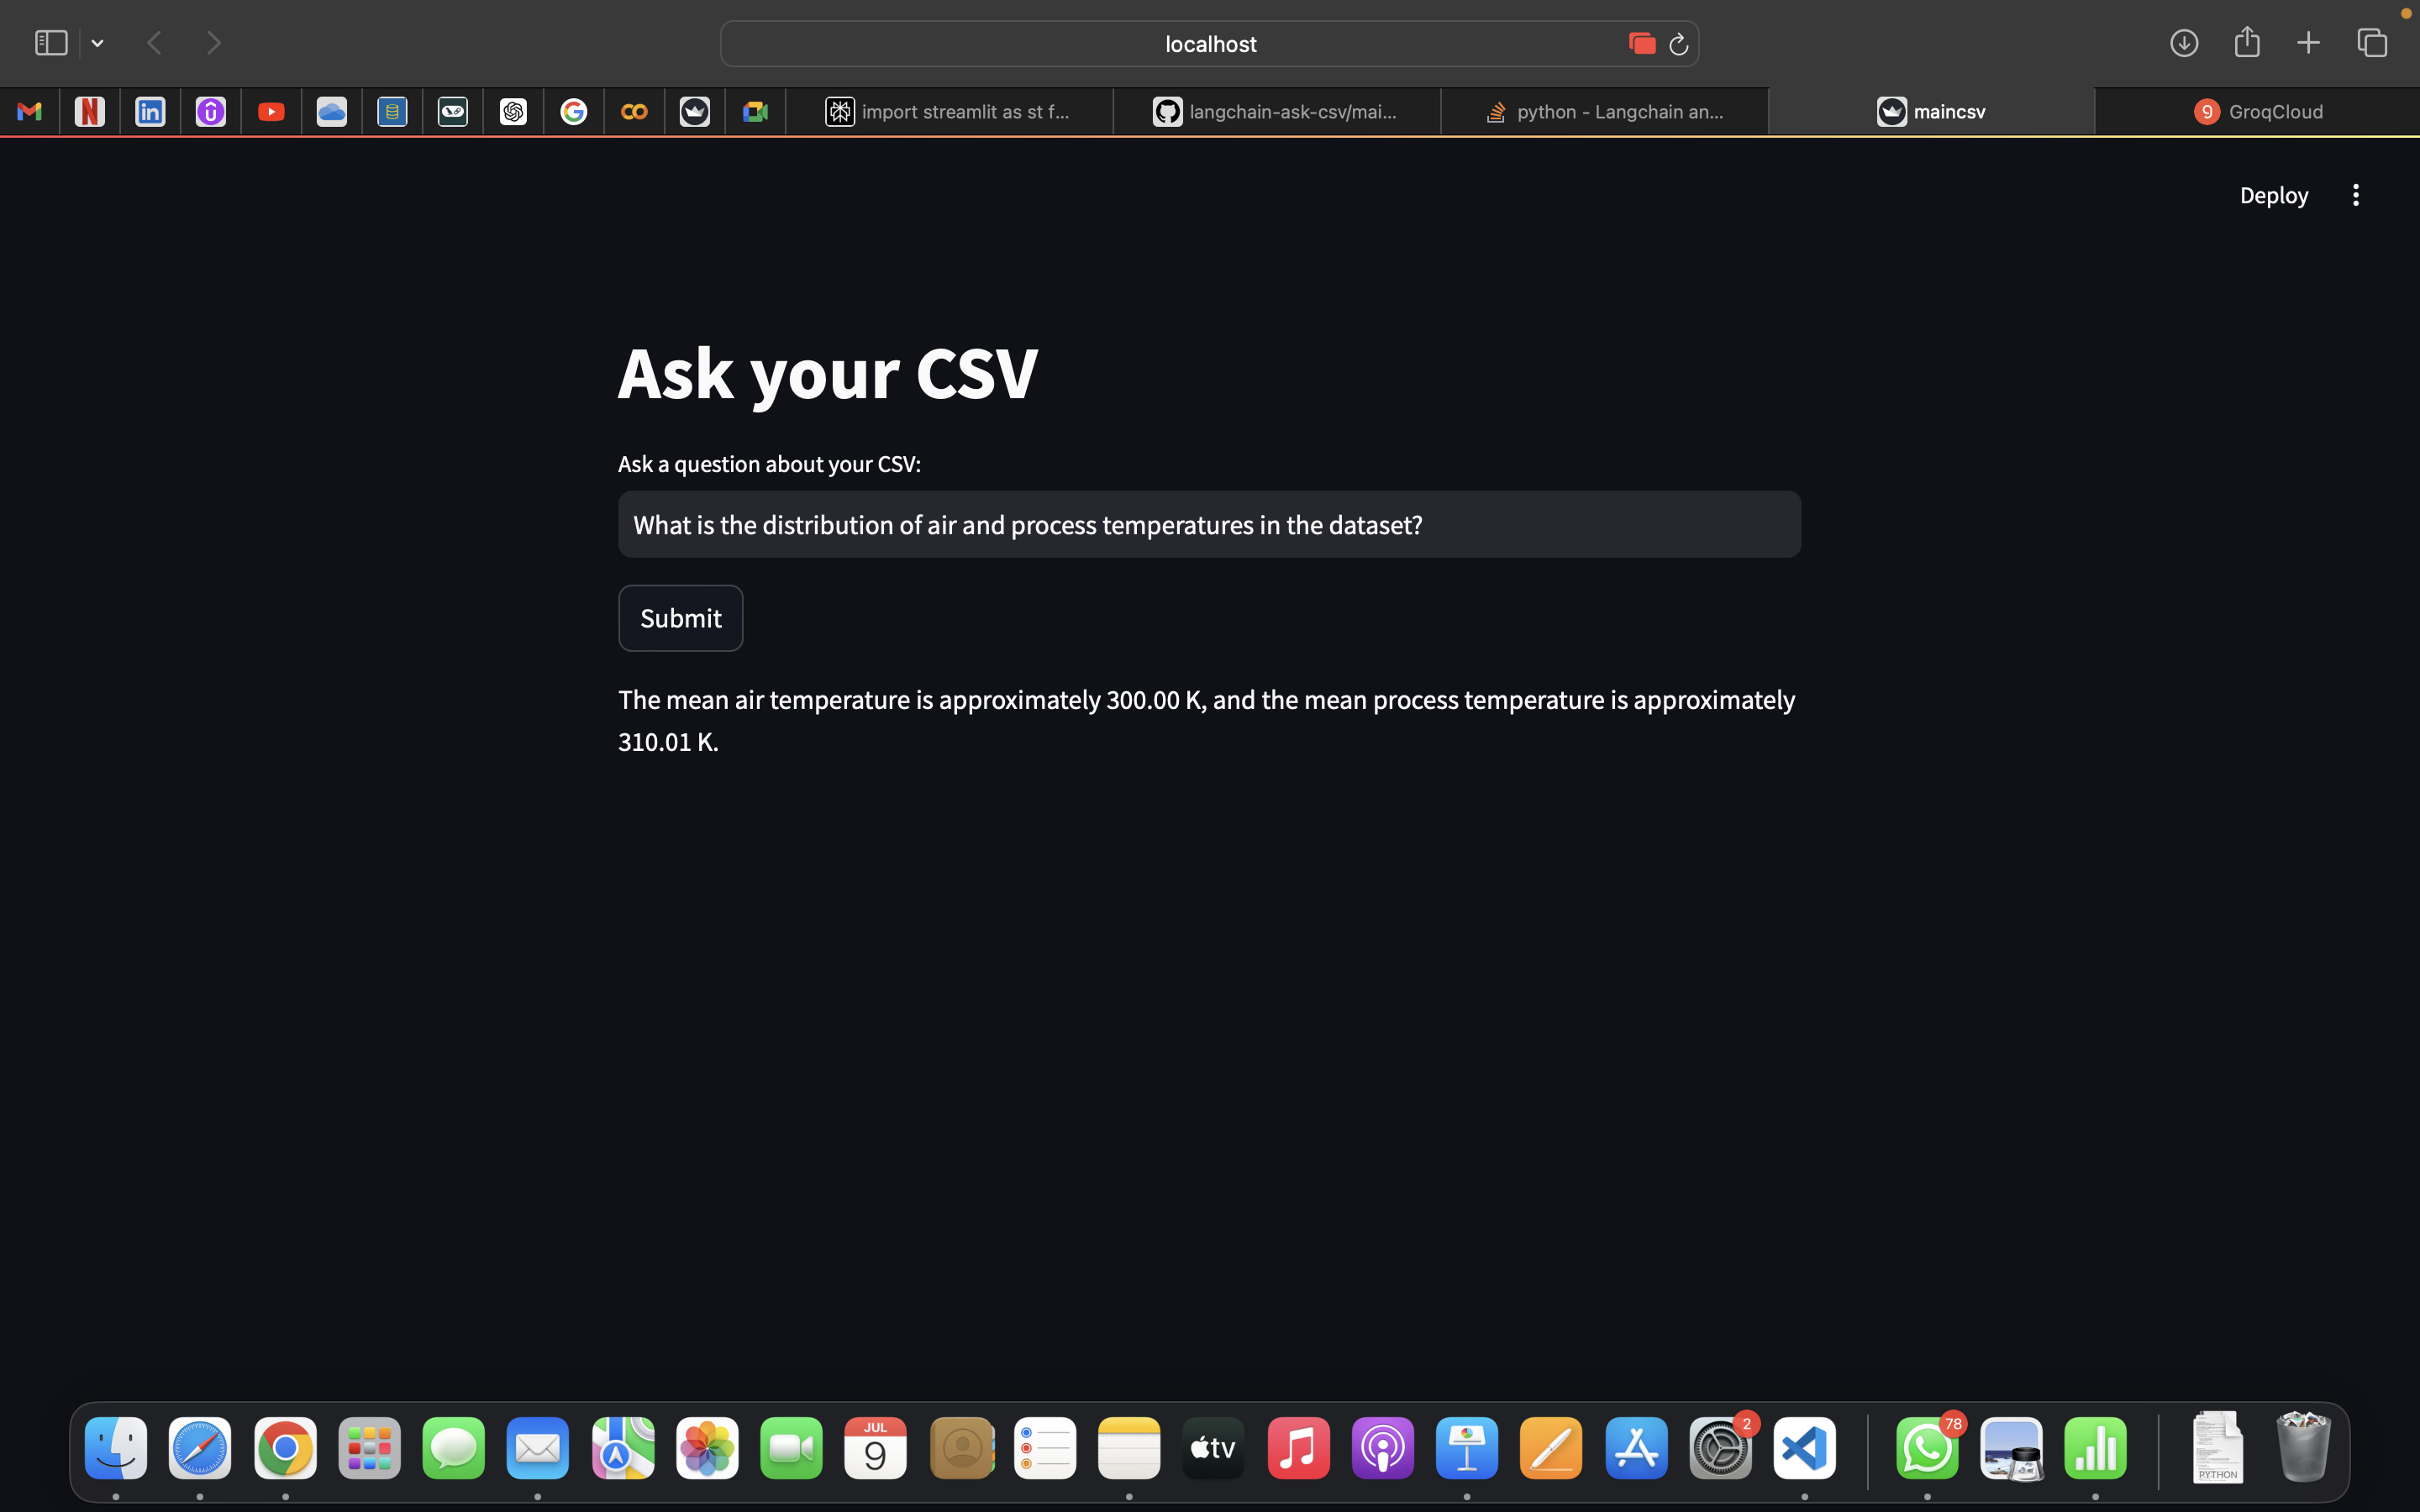 localhost
import streamlit as st f...
langchain-ask-csv/mai...
python - Langchain an...
maincsv
9 GroqCloud
Deploy
Ask your CSV
Ask a question about your CSV:
What is the distribution of air and process temperatures in the dataset?
Submit
The mean air temperature is approximately 300.00 K, and the mean process temperature is approximately
310.01 K.
JUL
9
tv
2
78
PYTHON